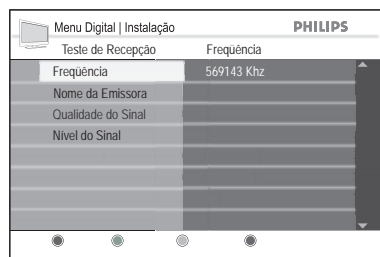 Menu Digital | Instalação PHILIPS
Teste de Recepção Freqüência
Freqüência 569143 Khz
Nome da Emissora
Qualidade do Sinal
Nível do Sinal